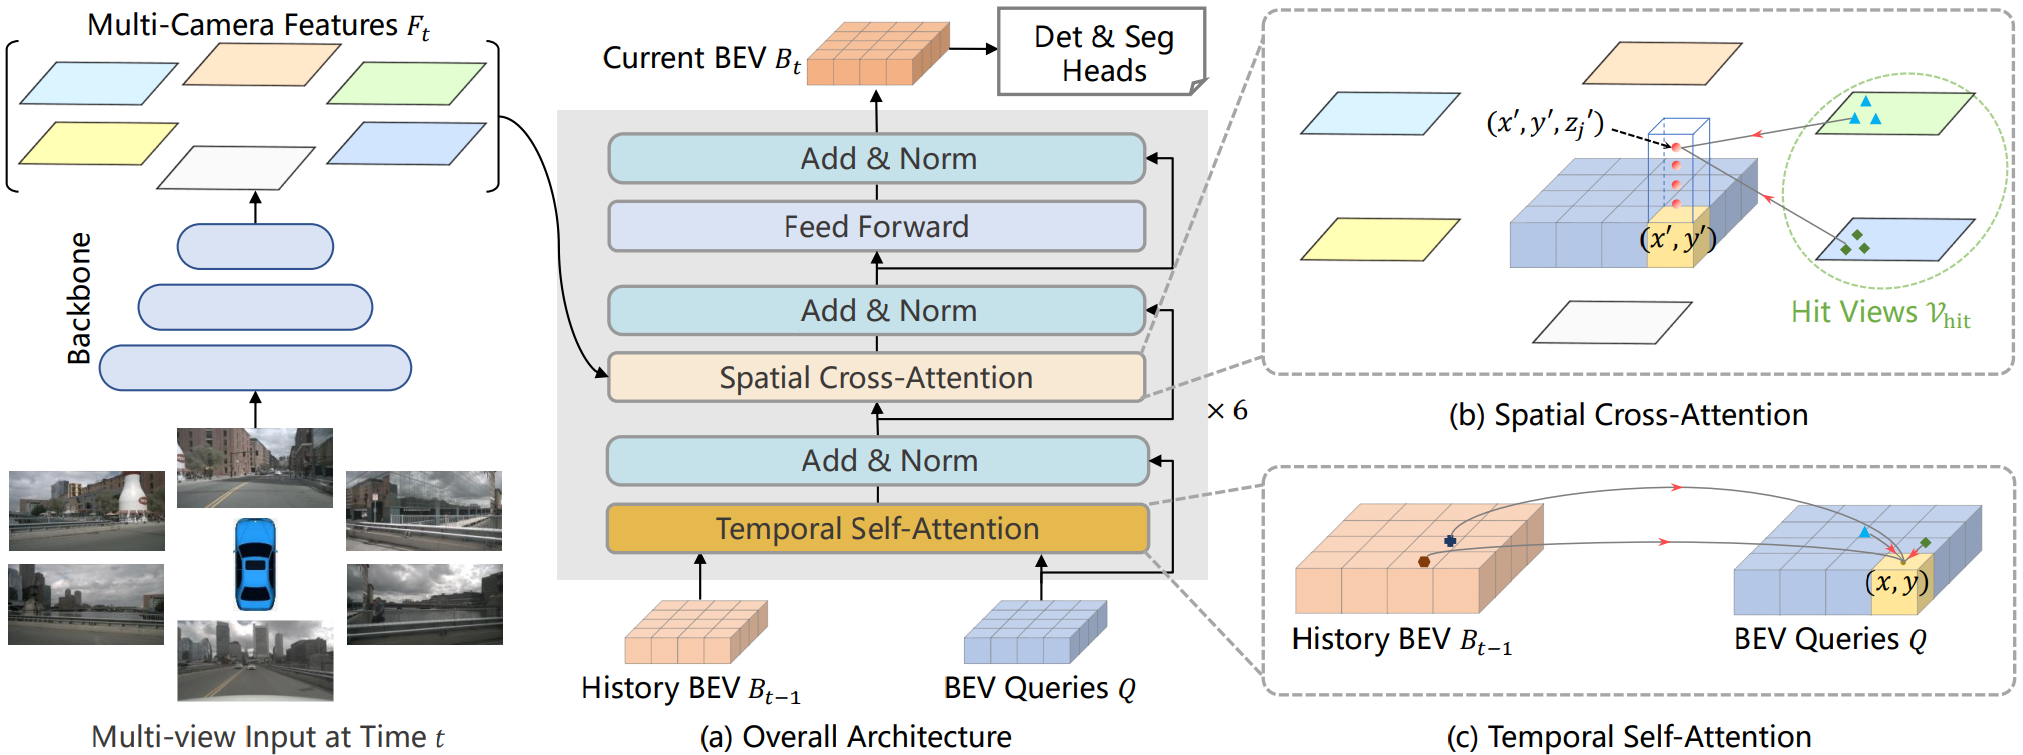 Multi-Camera Features F_t
Backbone
Multi-view Input at Time t
Current BEV B_t
Det & Seg
Heads
Add & Norm
Feed Forward
Add & Norm
Spatial Cross-Attention
× 6
Add & Norm
Temporal Self-Attention
History BEV B_{t−1}
BEV Queries Q
(a) Overall Architecture
(x′, y′, z_j′)
(x′, y′)
Hit Views 𝒱_hit
(b) Spatial Cross-Attention
(x, y)
History BEV B_{t−1}
BEV Queries Q
(c) Temporal Self-Attention